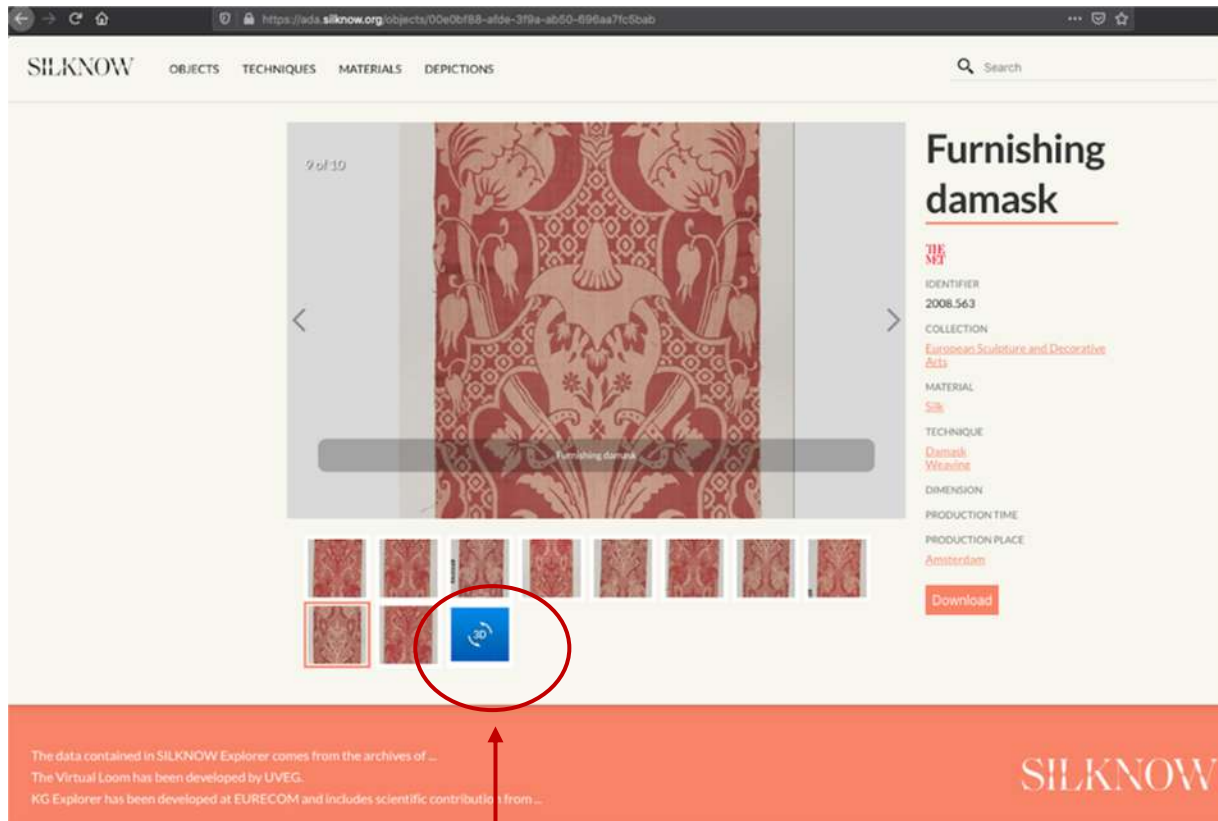 https://ada.silknow.org/objects/00e0bf88-afde-3f9a-ab50-696aa7fc5bab
SILKNOW OBJECTS TECHNIQUES MATERIALS DEPICTIONS Search
9 of 10
Furnishing damask
Furnishing
damask
THE
MET
IDENTIFIER
2008.563
COLLECTION
European Sculpture and Decorative
Arts
MATERIAL
Silk
TECHNIQUE
Damask
Weaving
DIMENSION
PRODUCTION TIME
PRODUCTION PLACE
Amsterdam
Download
3D
The data contained in SILKNOW Explorer comes from the archives of ...
The Virtual Loom has been developed by UVEG.
KG Explorer has been developed at EURECOM and includes scientific contribution from ...
SILKNOW